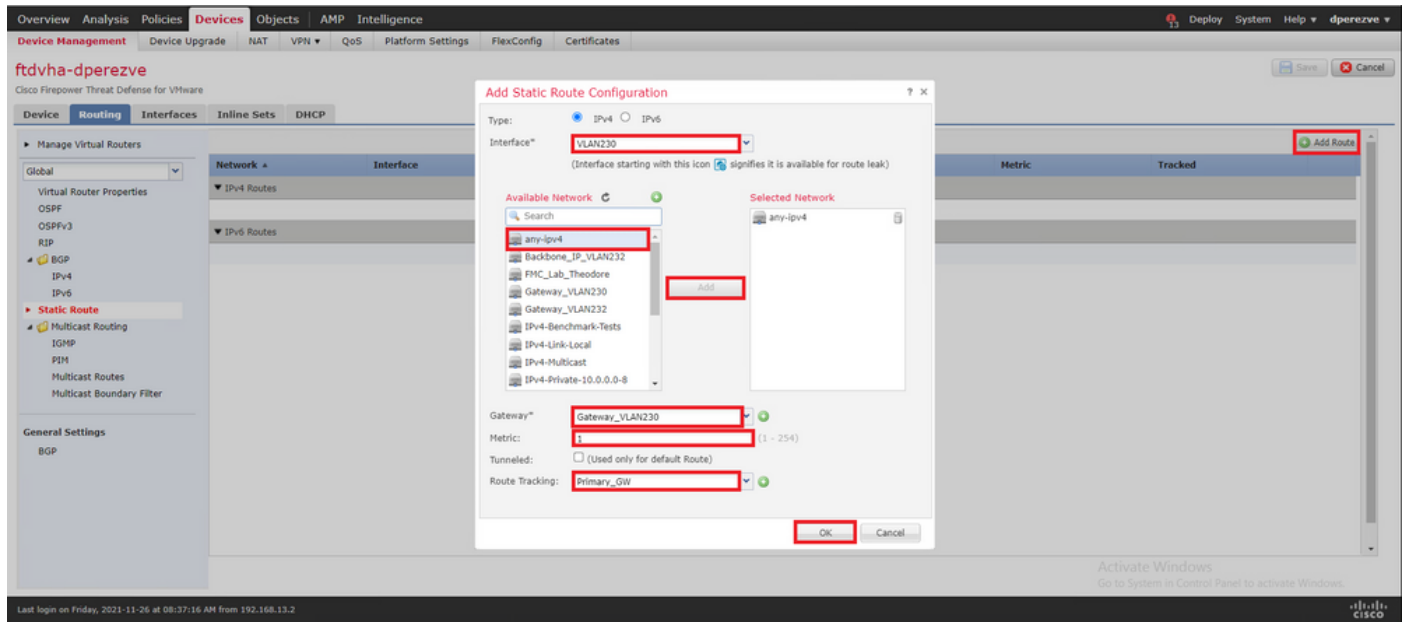 Overview Analysis Policies Devices Objects AMP Intelligence 13 Deploy System Help dperezve
Device Management Device Upgrade NAT VPN QoS Platform Settings FlexConfig Certificates
ftdvha-dperezve
Save Cancel
Cisco Firepower Threat Defense for VMware
Device Routing Interfaces Inline Sets DHCP
Manage Virtual Routers
Global
Virtual Router Properties
OSPF
OSPFv3
RIP
BGP
IPv4
IPv6
Static Route
Multicast Routing
IGMP
PIM
Multicast Routes
Multicast Boundary Filter
General Settings
BGP
Add Route
Network Interface Metric Tracked
IPv4 Routes
IPv6 Routes
Add Static Route Configuration ?
Type: IPv4 IPv6
Interface* VLAN230
(Interface starting with this icon signifies it is available for route leak)
Available Network Selected Network
Search
any-ipv4
Backbone_IP_VLAN232
FMC_Lab_Theodore
Gateway_VLAN230
Gateway_VLAN232
IPv4-Benchmark-Tests
IPv4-Link-Local
IPv4-Multicast
IPv4-Private-10.0.0.0-8
Add
any-ipv4
Gateway* Gateway_VLAN230
Metric: 1 (1 - 254)
Tunneled: (Used only for default Route)
Route Tracking: Primary_GW
OK Cancel
Activate Windows
Go to System in Control Panel to activate Windows.
Last login on Friday, 2021-11-26 at 08:37:16 AM from 192.168.13.2
CISCO